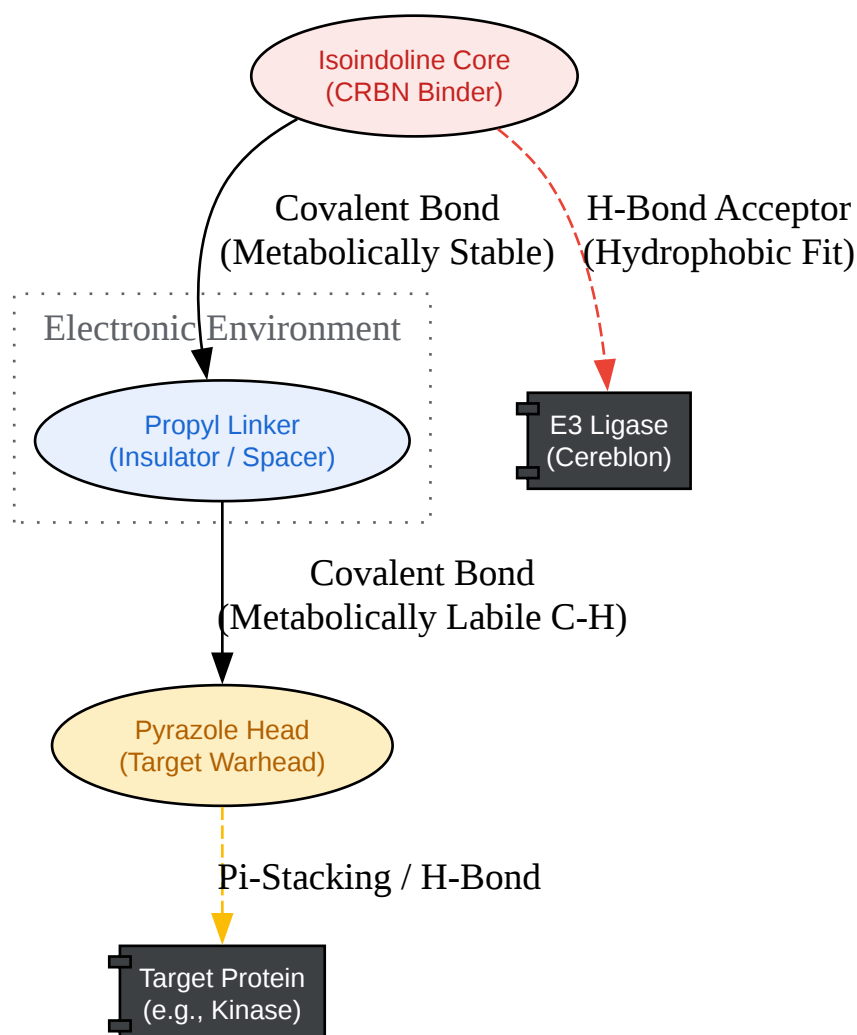 Isoindoline Core
(CRBN Binder)
Covalent Bond
(Metabolically Stable)
H-Bond Acceptor
(Hydrophobic Fit)
Electronic Environment
Propyl Linker
(Insulator / Spacer)
E3 Ligase
(Cereblon)
Covalent Bond
(Metabolically Labile C-H)
Pyrazole Head
(Target Warhead)
Pi-Stacking / H-Bond
Target Protein
(e.g., Kinase)